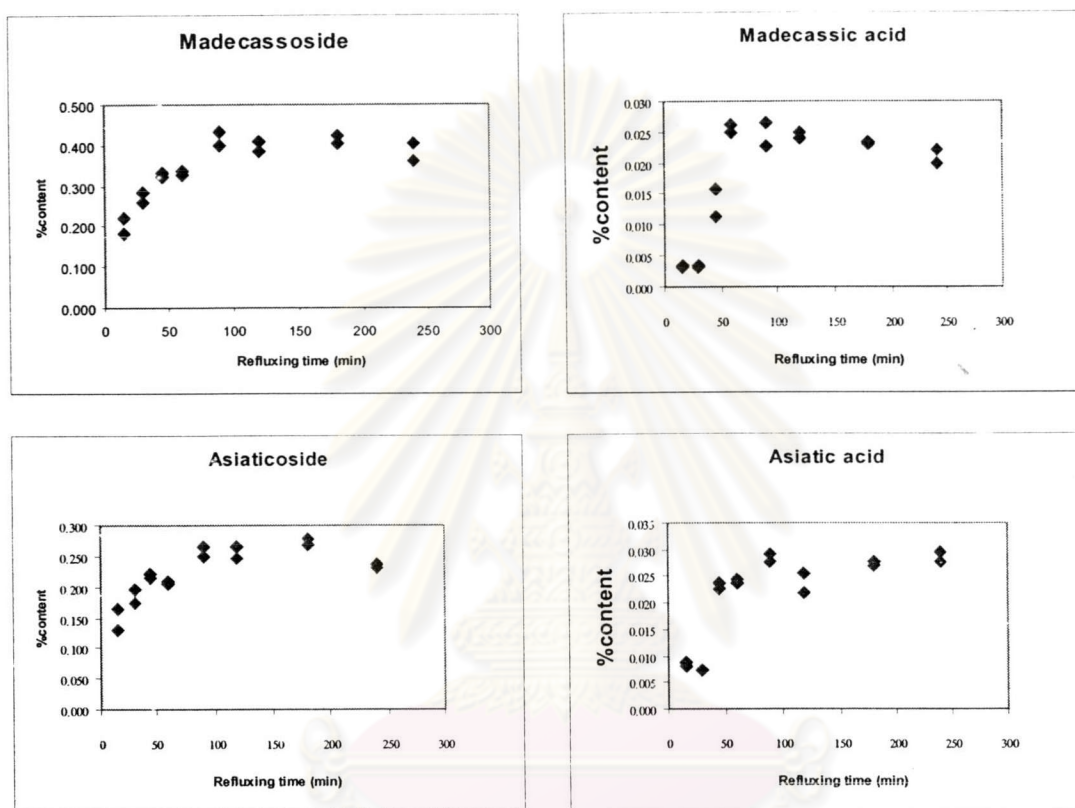 Madecassoside
%content
0.500
0.400
0.300
0.200
0.100
0.000
0 50 100 150 200 250 300
Refluxing time (min)
Madecassic acid
%content
0.030
0.025
0.020
0.015
0.010
0.005
0.000
0 50 100 150 200 250 300
Refluxing time (min)
Asiaticoside
%content
0.300
0.250
0.200
0.150
0.100
0.050
0.000
0 50 100 150 200 250 300
Refluxing time (min)
Asiatic acid
%content
0.035
0.030
0.025
0.020
0.015
0.010
0.005
0.000
0 50 100 150 200 250 300
Refluxing time (min)